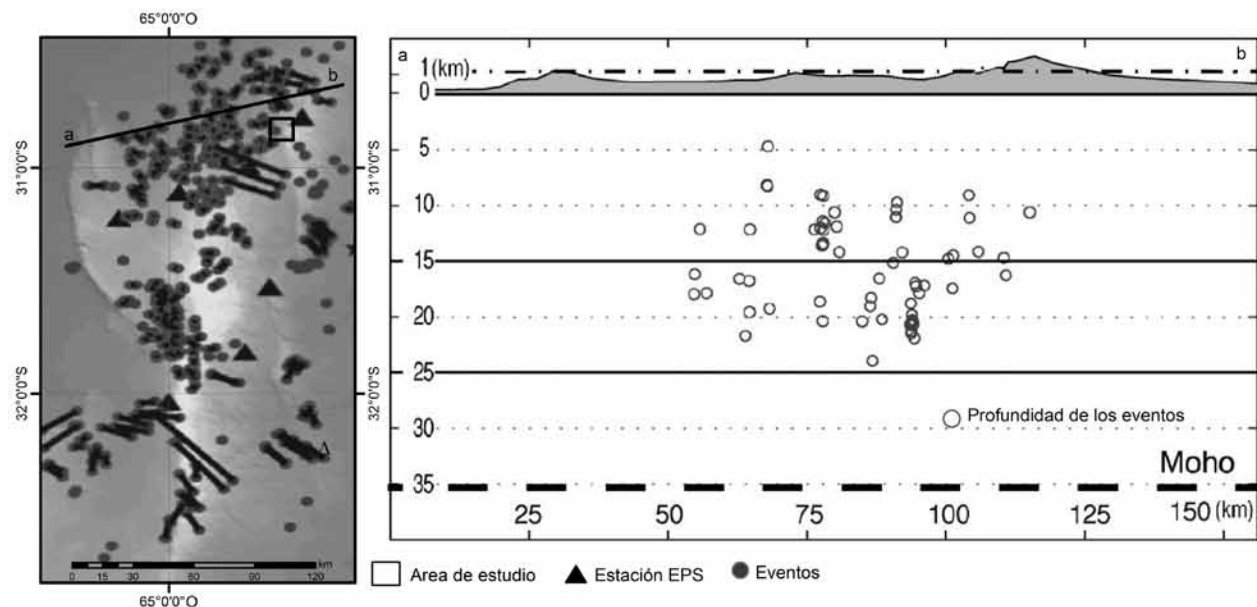 65°0'0"O
b
a
31°0'0"S
32°0'0"S
A
km
0 15 30 60 90 120
65°0'0"O
31°0'0"S
32°0'0"S
a
b
1 (km)
0
5
10
15
20
25
30
35
Profundidad de los eventos
Moho
25 50 75 100 125 150 (km)
Area de estudio
Estación EPS
Eventos